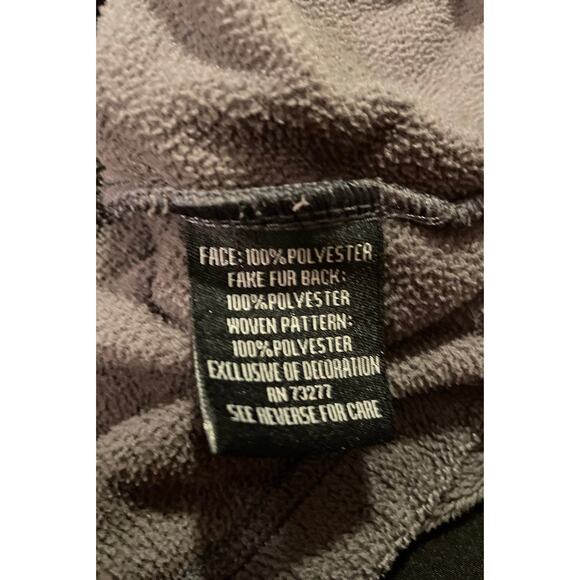 FACE: 100% POLYESTER
FAKE FUR BACK:
100% POLYESTER
WOVEN PATTERN:
100% POLYESTER
EXCLUSIVE OF DECORATION
RN 73277
SEE REVERSE FOR CARE